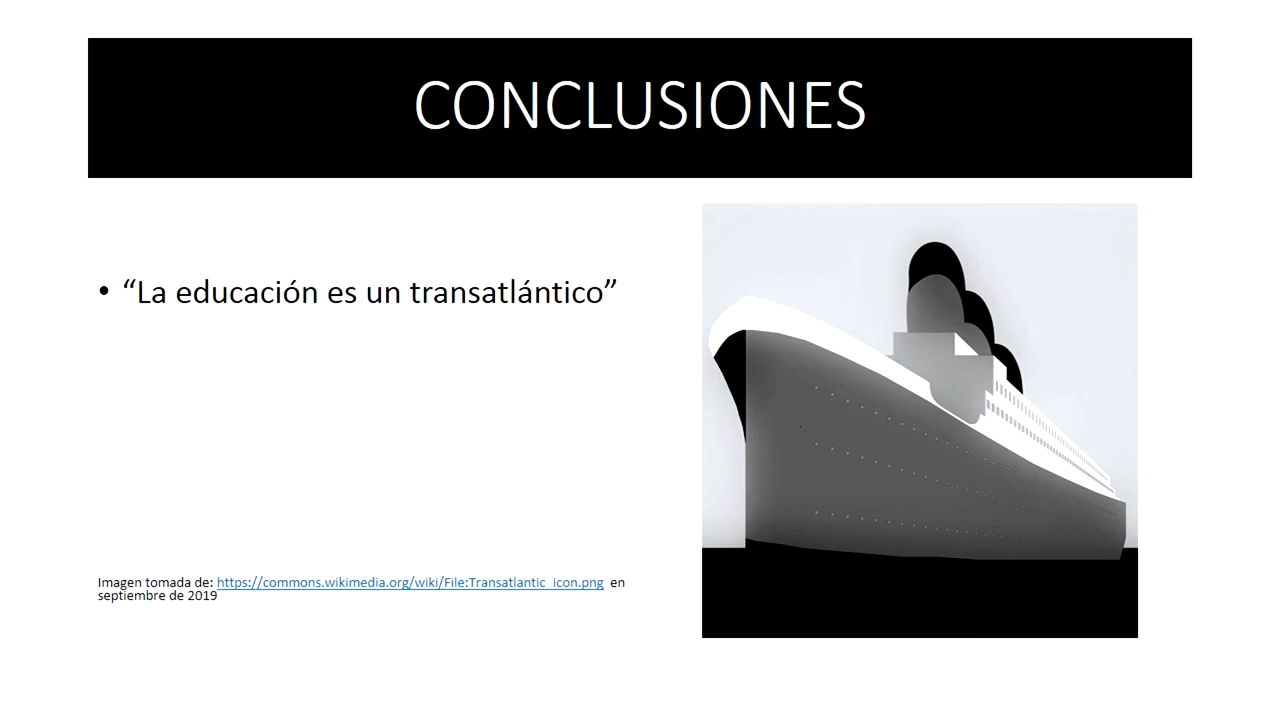 CONCLUSIONES
• “La educación es un transatlántico”
Imagen tomada de: https://commons.wikimedia.org/wiki/File:Transatlantic_icon.png en
septiembre de 2019